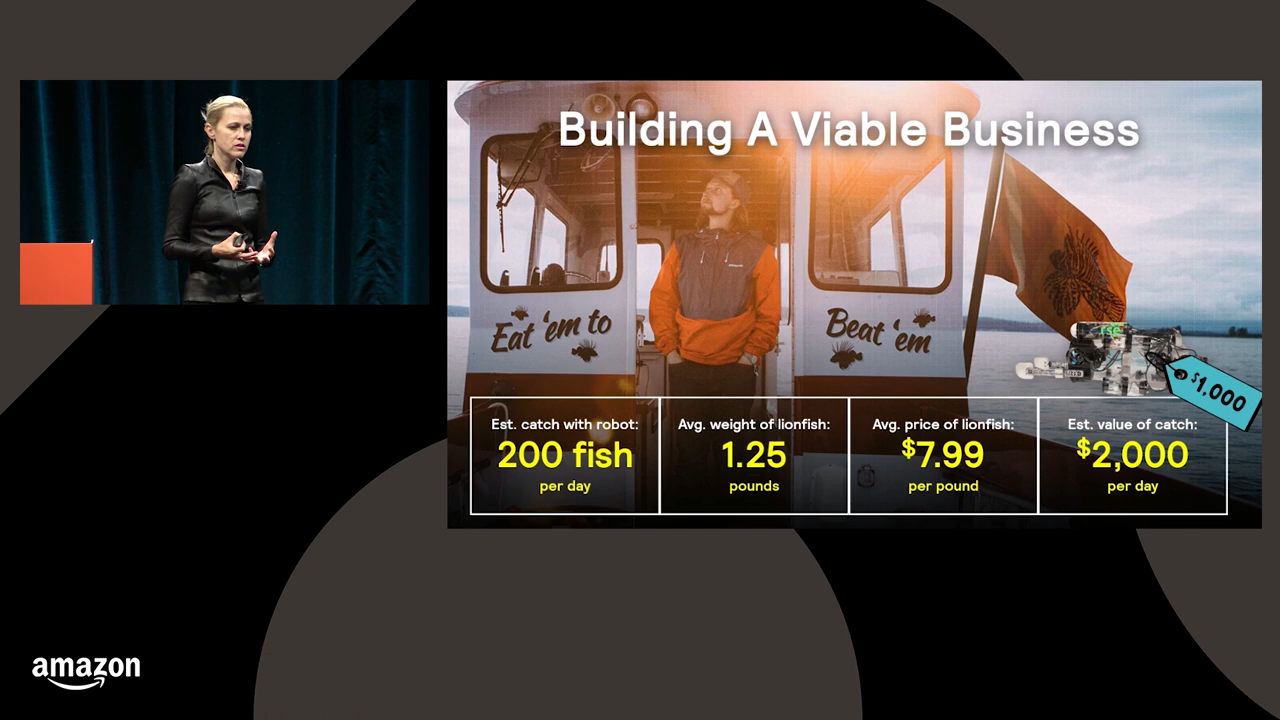 Building A Viable Business
Eat 'em to
Beat 'em
rse
$1,000
Est. catch with robot:
200 fish
per day
Avg. weight of lionfish:
1.25
pounds
Avg. price of lionfish:
$7.99
per pound
Est. value of catch:
$2,000
per day
amazon